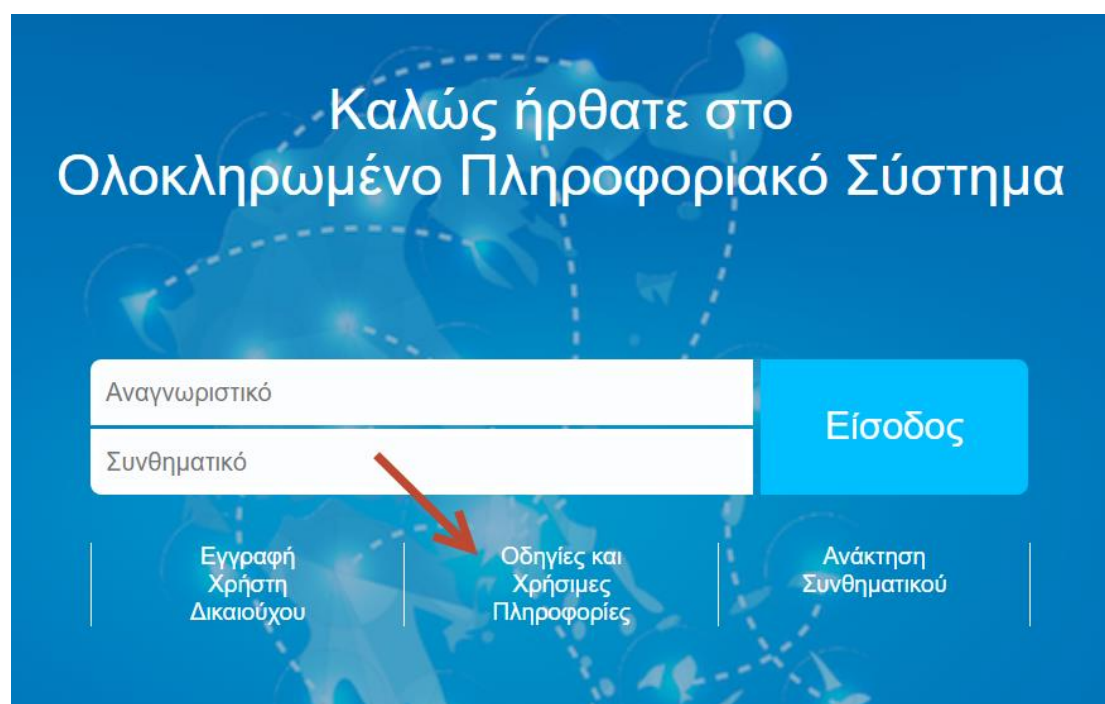 Καλώς ήρθατε στο
Ολοκληρωμένο Πληροφοριακό Σύστημα
Αναγνωριστικό
Συνθηματικό
Είσοδος
Εγγραφή
Χρήστη
Δικαιούχου
Οδηγίες και
Χρήσιμες
Πληροφορίες
Ανάκτηση
Συνθηματικού